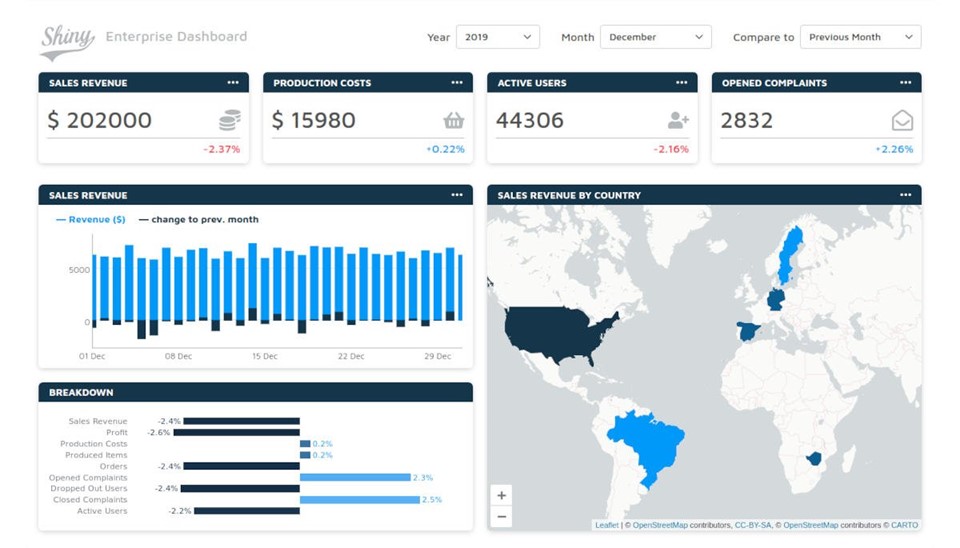 Shiny Enterprise Dashboard
Year 2019 Month December Compare to Previous Month
SALES REVENUE
$ 202000
-2.37%
PRODUCTION COSTS
$ 15980
+0.22%
ACTIVE USERS
44306
-2.16%
OPENED COMPLAINTS
2832
+2.26%
SALES REVENUE
Revenue ($) change to prev. month
5000
0
01 Dec 08 Dec 15 Dec 22 Dec 29 Dec
BREAKDOWN
Sales Revenue -2.4%
Profit -2.6%
Production Costs 0.2%
Produced Items 0.2%
Orders -2.4%
Opened Complaints 2.3%
Dropped Out Users -2.4%
Closed Complaints 2.5%
Active Users -2.2%
SALES REVENUE BY COUNTRY
+
−
Leaflet | © OpenStreetMap contributors, CC-BY-SA, © OpenStreetMap contributors © CARTO